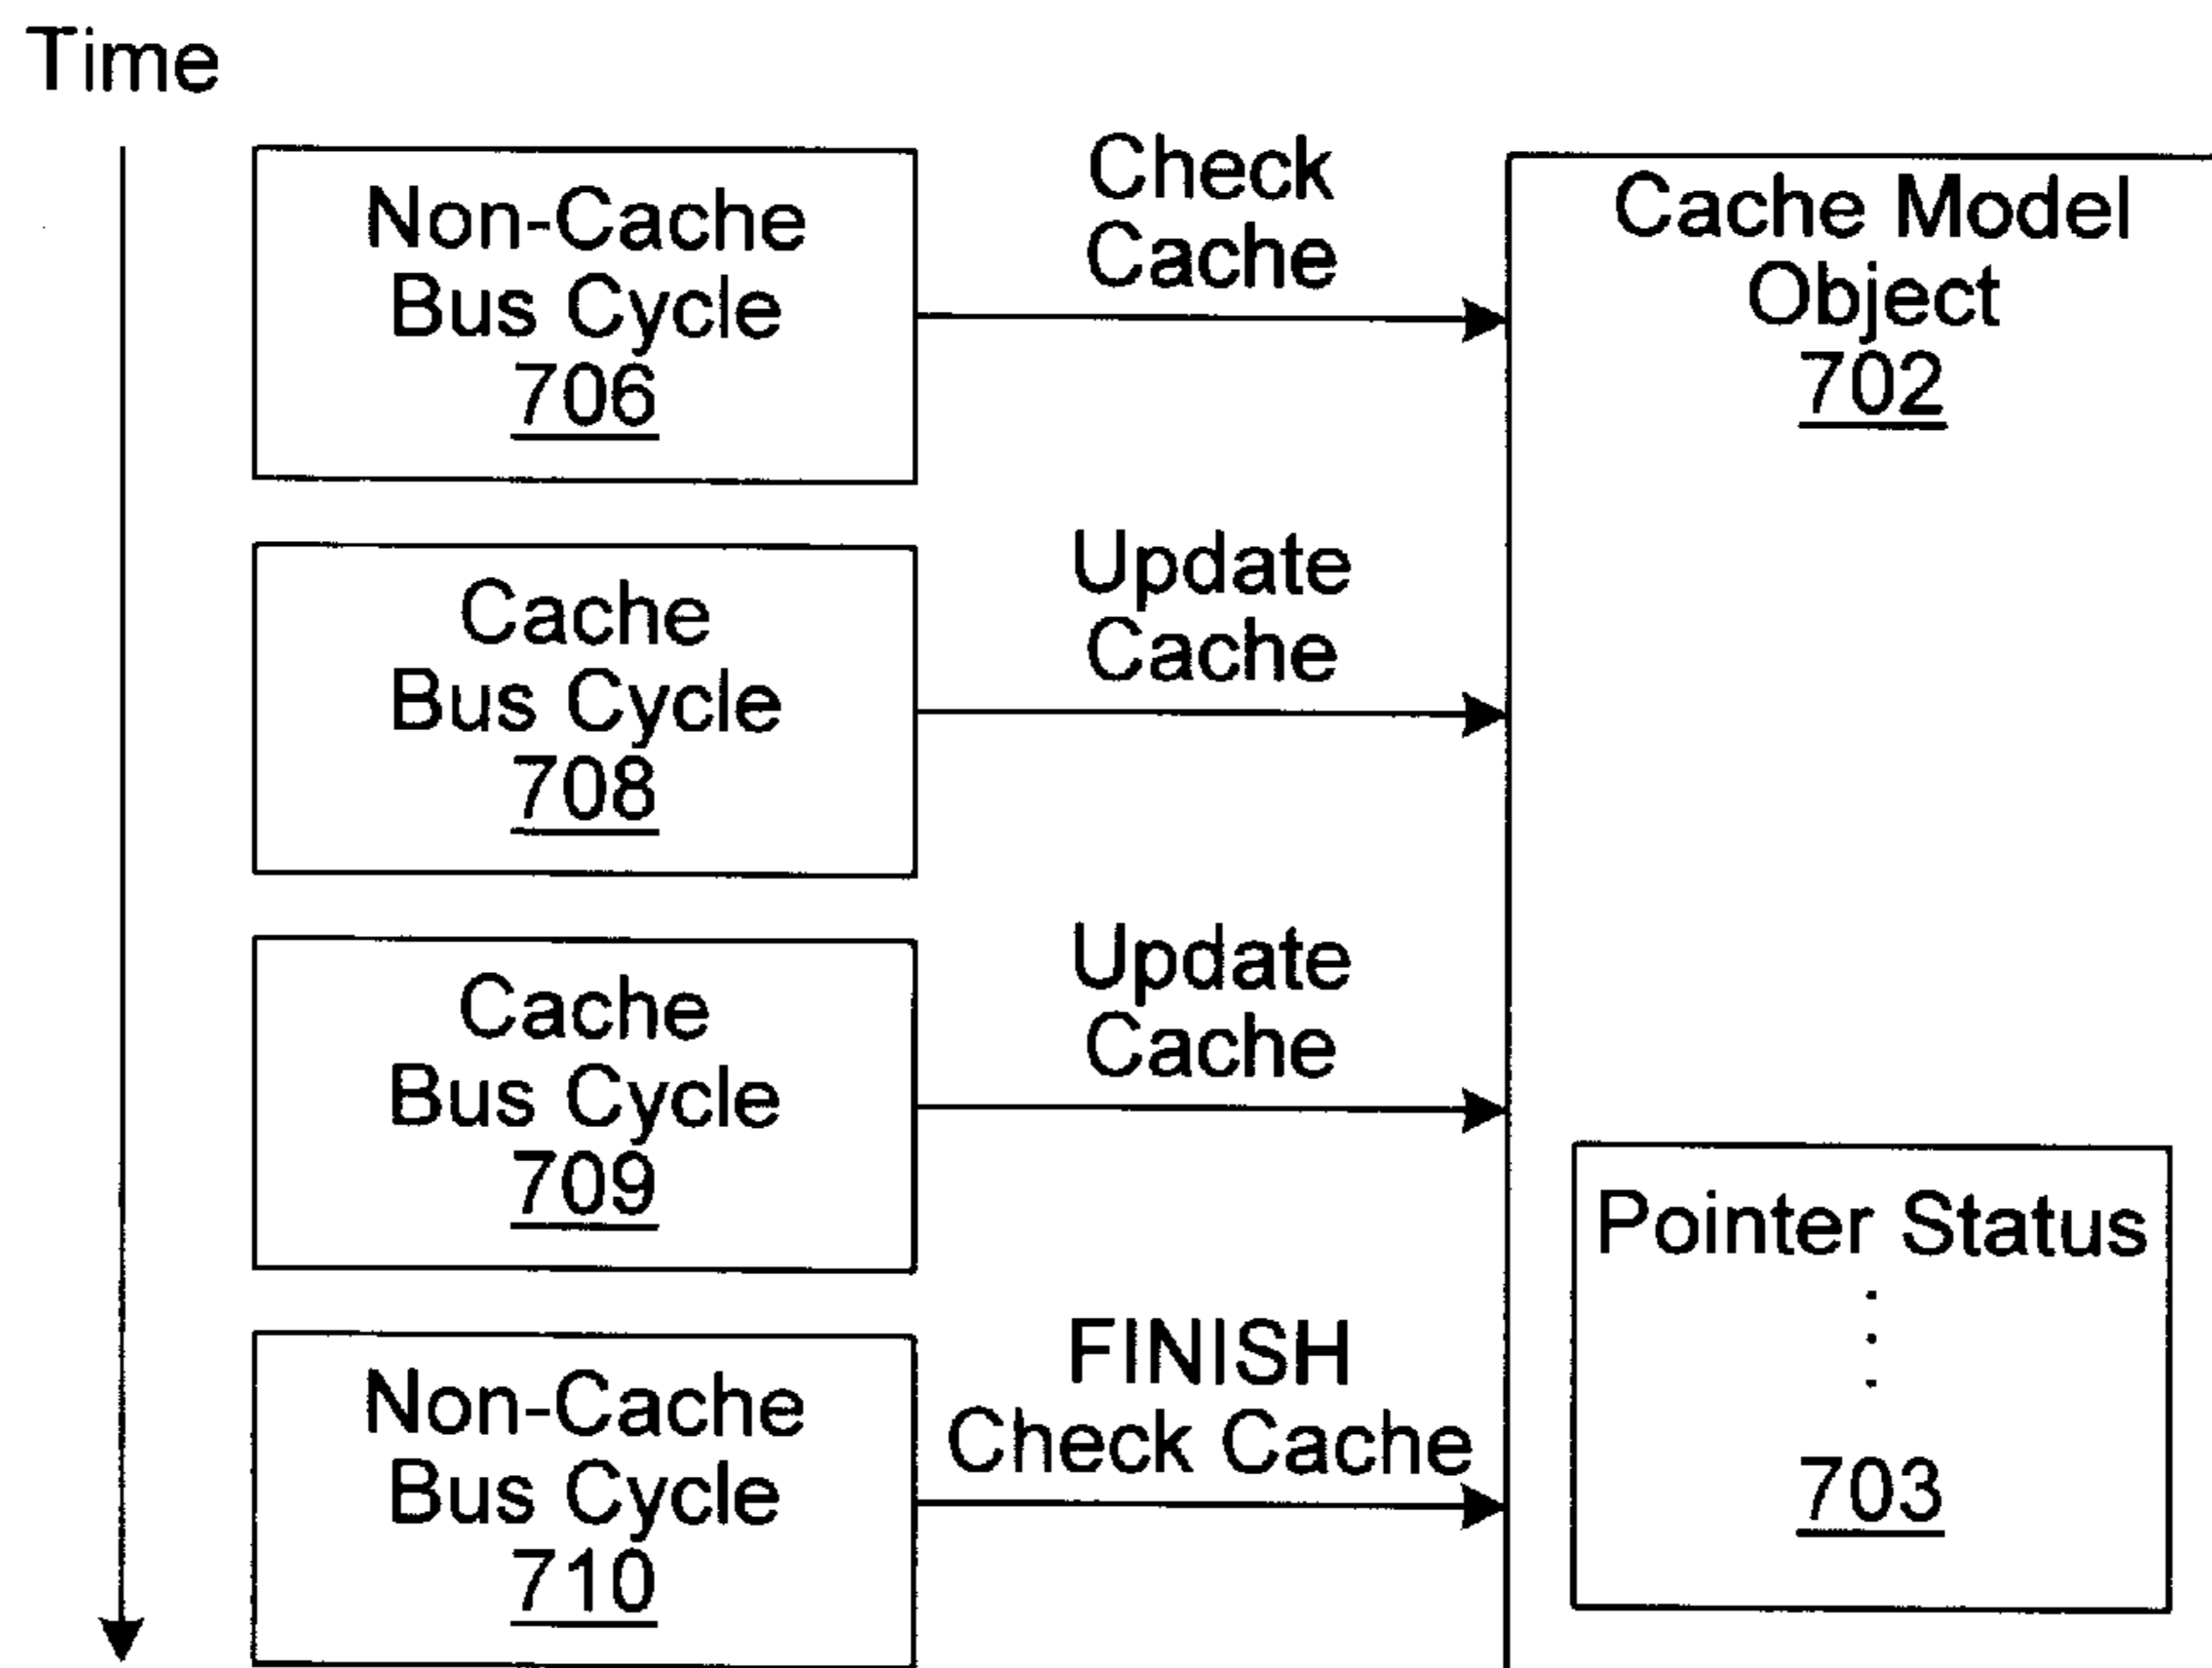 Time
Non-Cache
Bus Cycle
706
Check
Cache
Cache Model
Object
702
Cache
Bus Cycle
708
Update
Cache
Cache
Bus Cycle
709
Update
Cache
Pointer Status
703
Non-Cache
Bus Cycle
710
FINISH
Check Cache